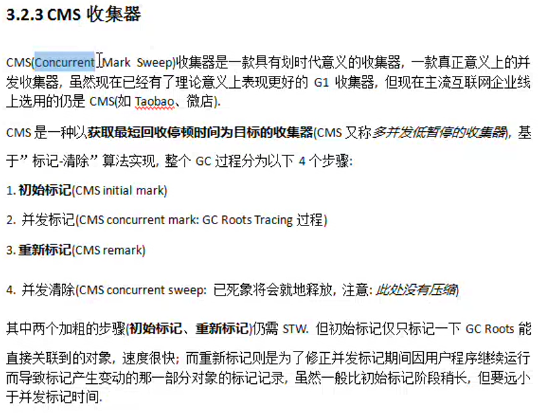 3.2.3 CMS 收集器
CMS(Concurrent Mark Sweep)收集器是一款具有划时代意义的收集器, 一款真正意义上的并
发收集器, 虽然现在已经有了理论意义上表现更好的 G1 收集器, 但现在主流互联网企业线
上选用的仍是 CMS(如 Taobao、微店).
CMS 是一种以获取最短回收停顿时间为目标的收集器(CMS 又称多并发低暂停的收集器), 基
于”标记-清除”算法实现, 整个 GC 过程分为以下 4 个步骤:
1. 初始标记(CMS initial mark)
2. 并发标记(CMS concurrent mark: GC Roots Tracing 过程)
3. 重新标记(CMS remark)
4. 并发清除(CMS concurrent sweep: 已死象将会就地释放, 注意: 此处没有压缩)
其中两个加粗的步骤(初始标记、重新标记)仍需 STW. 但初始标记仅只标记一下 GC Roots 能
直接关联到的对象, 速度很快; 而重新标记则是为了修正并发标记期间因用户程序继续运行
而导致标记产生变动的那一部分对象的标记记录, 虽然一般比初始标记阶段稍长, 但要远小
于并发标记时间.